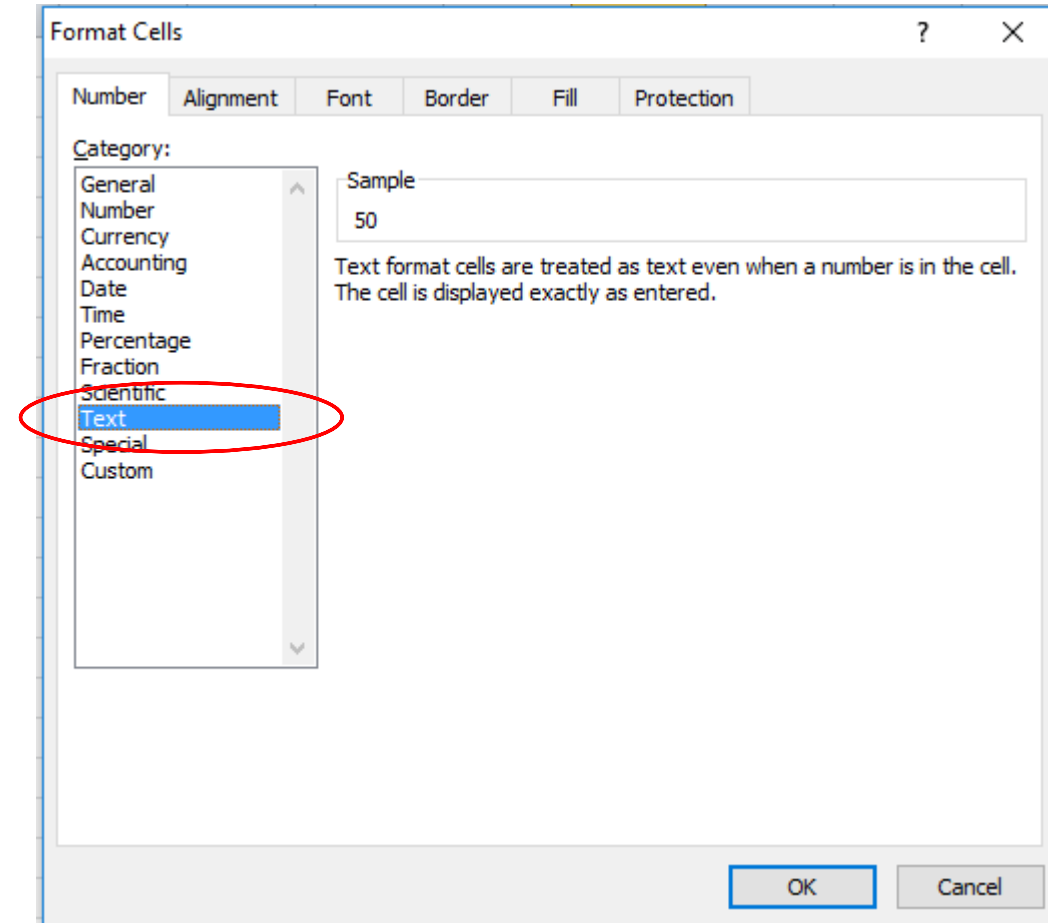 Format Cells ? ×
Number Alignment Font Border Fill Protection
Category:
General
Number
Currency
Accounting
Date
Time
Percentage
Fraction
Scientific
Text
Special
Custom
Sample
50
Text format cells are treated as text even when a number is in the cell.
The cell is displayed exactly as entered.
OK Cancel